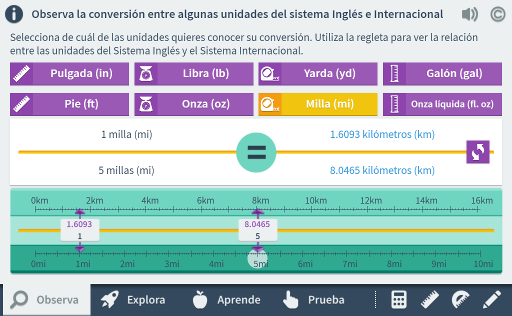 Observa la conversión entre algunas unidades del sistema Inglés e Internacional
Selecciona de cuál de las unidades quieres conocer su conversión. Utiliza la regleta para ver la relación
entre las unidades del Sistema Inglés y el Sistema Internacional.
Pulgada (in) Libra (lb) Yarda (yd) Galón (gal)
Pie (ft) Onza (oz) Milla (mi) Onza líquida (fl. oz)
1 milla (mi) = 1.6093 kilómetros (km)
5 millas (mi) 8.0465 kilómetros (km)
0km 2km 4km 6km 8km 10km 12km 14km 16km
1.6093 8.0465
1 5
0mi 1mi 2mi 3mi 4mi 5mi 6mi 7mi 8mi 9mi 10mi
Observa Explora Aprende Prueba